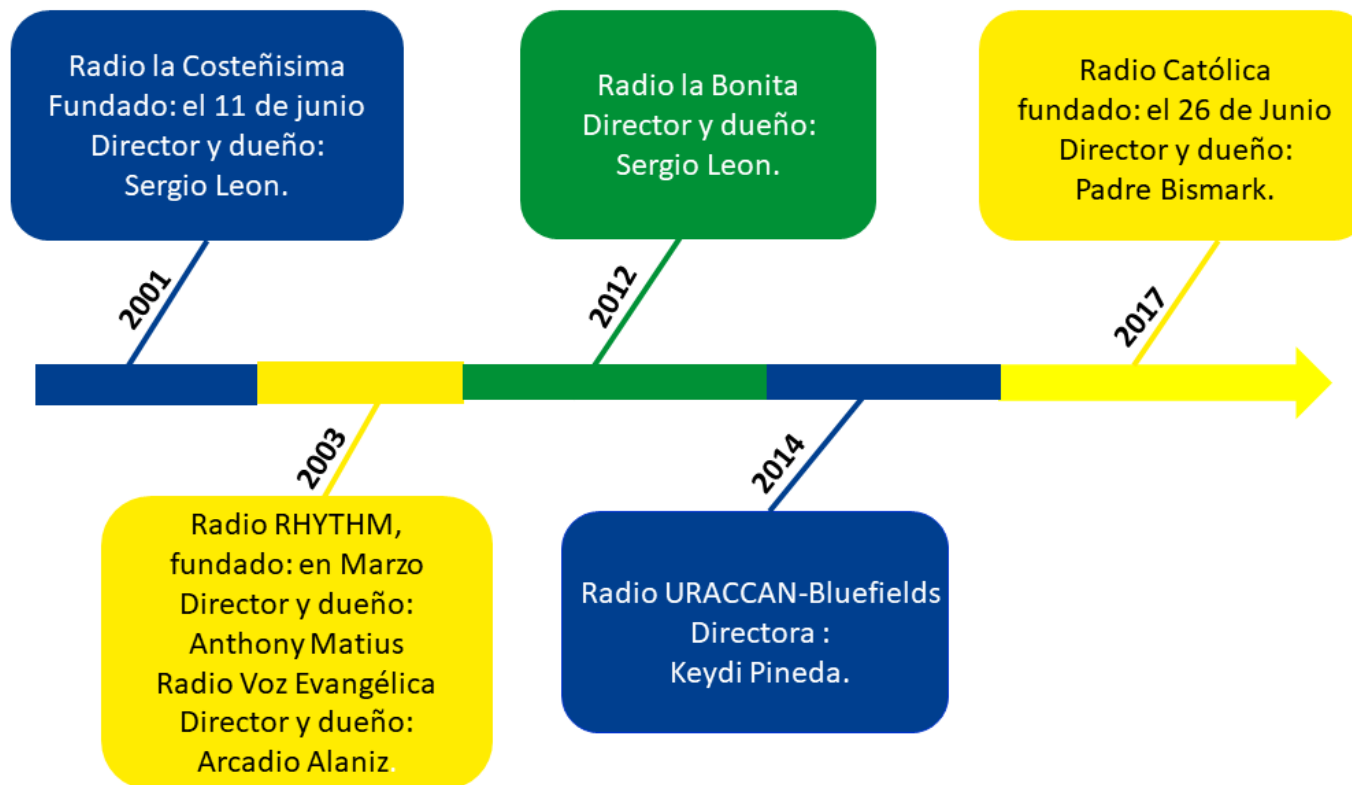 Radio la Costeñisima
Fundado: el 11 de junio
Director y dueño:
Sergio Leon.
2001
Radio RHYTHM,
fundado: en Marzo
Director y dueño:
Anthony Matius
Radio Voz Evangélica
Director y dueño:
Arcadio Alaniz.
2003
Radio la Bonita
Director y dueño:
Sergio Leon.
2012
Radio URACCAN-Bluefields
Directora :
Keydi Pineda.
2014
Radio Católica
fundado: el 26 de Junio
Director y dueño:
Padre Bismark.
2017